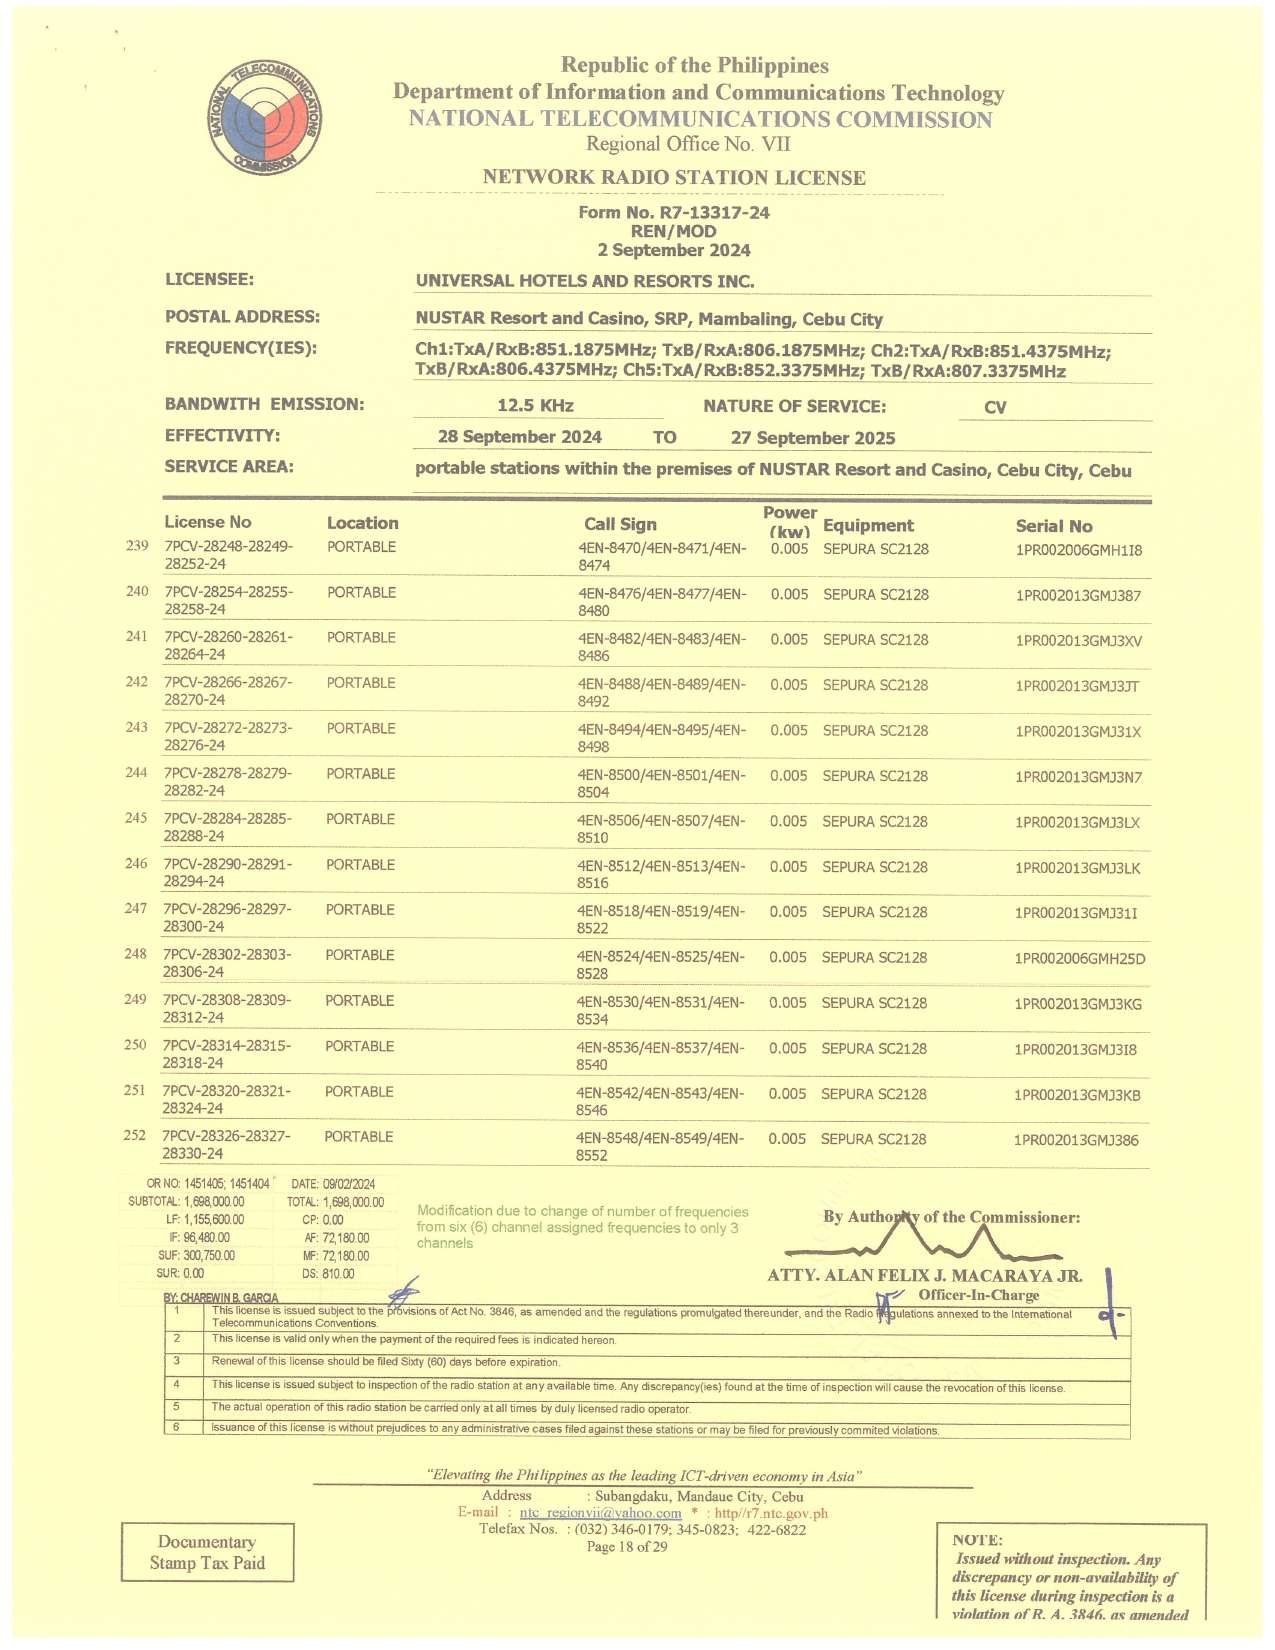 NATIONAL TELECOMMUNICATIONS COMMISSION
Republic of the Philippines
Department of Information and Communications Technology
NATIONAL TELECOMMUNICATIONS COMMISSION
Regional Office No. VII
NETWORK RADIO STATION LICENSE
Form No. R7-13317-24
REN/MOD
2 September 2024
LICENSEE: UNIVERSAL HOTELS AND RESORTS INC.
POSTAL ADDRESS: NUSTAR Resort and Casino, SRP, Mambaling, Cebu City
FREQUENCY(IES): Ch1:TxA/RxB:851.1875MHz; TxB/RxA:806.1875MHz; Ch2:TxA/RxB:851.4375MHz;
TxB/RxA:806.4375MHz; Ch5:TxA/RxB:852.3375MHz; TxB/RxA:807.3375MHz
BANDWITH EMISSION: 12.5 KHz NATURE OF SERVICE: CV
EFFECTIVITY: 28 September 2024 TO 27 September 2025
SERVICE AREA: portable stations within the premises of NUSTAR Resort and Casino, Cebu City, Cebu
License No Location Call Sign Power (kw) Equipment Serial No
239 7PCV-28248-28249- PORTABLE 4EN-8470/4EN-8471/4EN- 0.005 SEPURA SC2128 1PR002006GMH1I8
28252-24 8474
240 7PCV-28254-28255- PORTABLE 4EN-8476/4EN-8477/4EN- 0.005 SEPURA SC2128 1PR002013GMJ387
28258-24 8480
241 7PCV-28260-28261- PORTABLE 4EN-8482/4EN-8483/4EN- 0.005 SEPURA SC2128 1PR002013GMJ3XV
28264-24 8486
242 7PCV-28266-28267- PORTABLE 4EN-8488/4EN-8489/4EN- 0.005 SEPURA SC2128 1PR002013GMJ3JT
28270-24 8492
243 7PCV-28272-28273- PORTABLE 4EN-8494/4EN-8495/4EN- 0.005 SEPURA SC2128 1PR002013GMJ31X
28276-24 8498
244 7PCV-28278-28279- PORTABLE 4EN-8500/4EN-8501/4EN- 0.005 SEPURA SC2128 1PR002013GMJ3N7
28282-24 8504
245 7PCV-28284-28285- PORTABLE 4EN-8506/4EN-8507/4EN- 0.005 SEPURA SC2128 1PR002013GMJ3LX
28288-24 8510
246 7PCV-28290-28291- PORTABLE 4EN-8512/4EN-8513/4EN- 0.005 SEPURA SC2128 1PR002013GMJ3LK
28294-24 8516
247 7PCV-28296-28297- PORTABLE 4EN-8518/4EN-8519/4EN- 0.005 SEPURA SC2128 1PR002013GMJ31I
28300-24 8522
248 7PCV-28302-28303- PORTABLE 4EN-8524/4EN-8525/4EN- 0.005 SEPURA SC2128 1PR002006GMH25D
28306-24 8528
249 7PCV-28308-28309- PORTABLE 4EN-8530/4EN-8531/4EN- 0.005 SEPURA SC2128 1PR002013GMJ3KG
28312-24 8534
250 7PCV-28314-28315- PORTABLE 4EN-8536/4EN-8537/4EN- 0.005 SEPURA SC2128 1PR002013GMJ3I8
28318-24 8540
251 7PCV-28320-28321- PORTABLE 4EN-8542/4EN-8543/4EN- 0.005 SEPURA SC2128 1PR002013GMJ3KB
28324-24 8546
252 7PCV-28326-28327- PORTABLE 4EN-8548/4EN-8549/4EN- 0.005 SEPURA SC2128 1PR002013GMJ386
28330-24 8552
OR NO: 1451405; 1451404 DATE: 09/02/2024
SUBTOTAL: 1,698,000.00 TOTAL: 1,698,000.00
LF: 1,155,600.00 CP: 0.00
IF: 96,480.00 AF: 72,180.00
SUF: 300,750.00 MF: 72,180.00
SUR: 0.00 DS: 810.00
BY: CHAREWIN B. GARCIA
Modification due to change of number of frequencies
from six (6) channel assigned frequencies to only 3
channels
By Authority of the Commissioner:
ATTY. ALAN FELIX J. MACARAYA JR.
Officer-In-Charge
1 This license is issued subject to the provisions of Act No. 3846, as amended and the regulations promulgated thereunder, and the Radio Regulations annexed to the International
Telecommunications Conventions.
2 This license is valid only when the payment of the required fees is indicated hereon.
3 Renewal of this license should be filed Sixty (60) days before expiration.
4 This license is issued subject to inspection of the radio station at any available time. Any discrepancy(ies) found at the time of inspection will cause the revocation of this license.
5 The actual operation of this radio station be carried only at all times by duly licensed radio operator.
6 Issuance of this license is without prejudices to any administrative cases filed against these stations or may be filed for previously commited violations.
"Elevating the Philippines as the leading ICT-driven economy in Asia"
Address : Subangdaku, Mandaue City, Cebu
E-mail : ntc_regionvii@yahoo.com * : http//r7.ntc.gov.ph
Telefax Nos. : (032) 346-0179; 345-0823; 422-6822
Page 18 of 29
Documentary
Stamp Tax Paid
NOTE:
Issued without inspection. Any
discrepancy or non-availability of
this license during inspection is a
violation of R. A. 3846, as amended